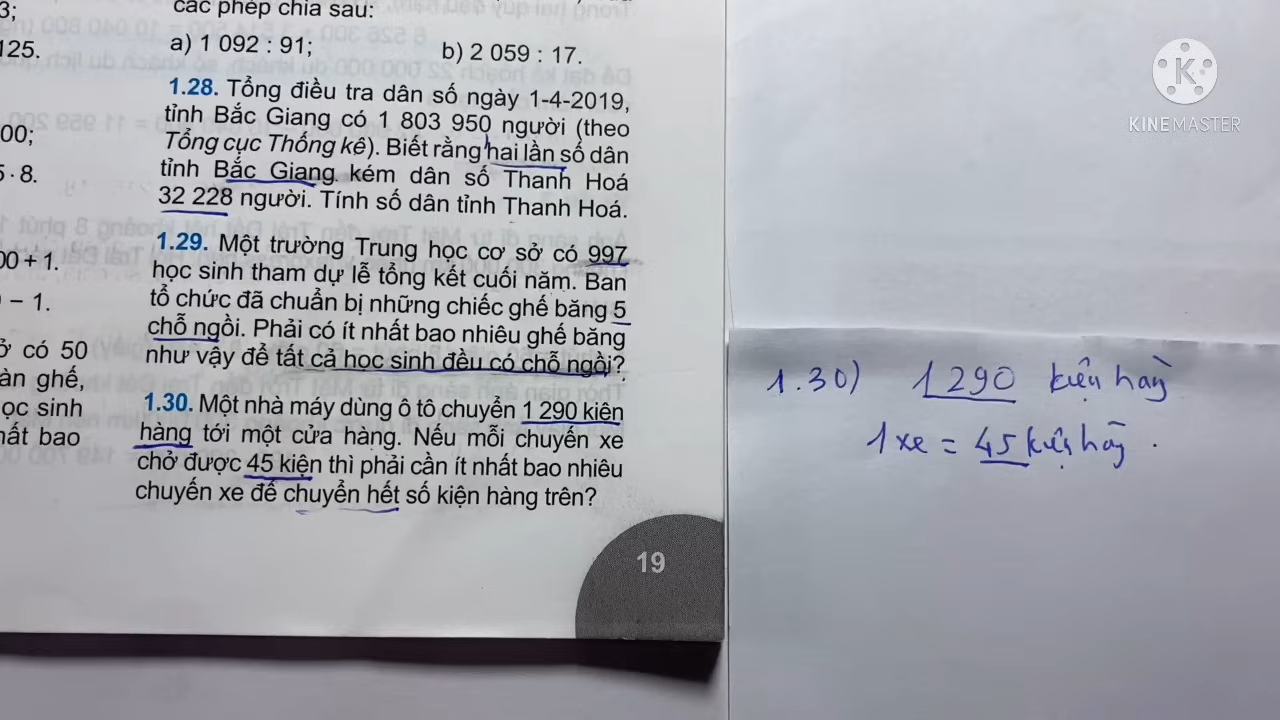 3;
các phép chia sau:
125.
a) 1 092 : 91;
b) 2 059 : 17.
1.28. Tổng điều tra dân số ngày 1-4-2019,
tỉnh Bắc Giang có 1 803 950 người (theo
Tổng cục Thống kê). Biết rằng hai lần số dân
tỉnh Bắc Giang kém dân số Thanh Hoá
32 228 người. Tính số dân tỉnh Thanh Hoá.
00;
5·8.
1.29. Một trường Trung học cơ sở có 997
học sinh tham dự lễ tổng kết cuối năm. Ban
tổ chức đã chuẩn bị những chiếc ghế băng 5
chỗ ngồi. Phải có ít nhất bao nhiêu ghế băng
như vậy để tất cả học sinh đều có chỗ ngồi?
00 + 1.
– 1.
ở có 50
àn ghế,
ọc sinh
hất bao
1.30. Một nhà máy dùng ô tô chuyển 1 290 kiện
hàng tới một cửa hàng. Nếu mỗi chuyến xe
chở được 45 kiện thì phải cần ít nhất bao nhiêu
chuyến xe để chuyển hết số kiện hàng trên?
19
K
KINEMASTER
1.30) 1 290 kiện hàng
1 xe = 45 kiện hàng.